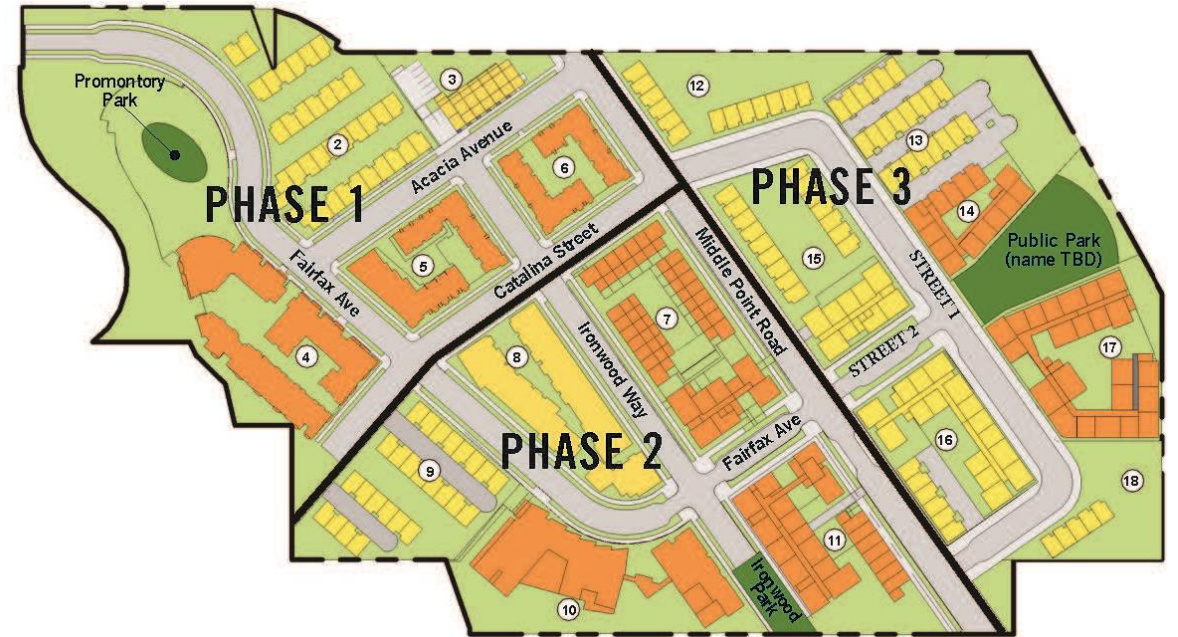 Promontory
Park
PHASE 1
2
3
Acacia Avenue
6
5
Catalina Street
Fairfax Ave
4
PHASE 2
8
Ironwood Way
7
Middle Point Road
Fairfax Ave
9
10
11
Ironwood
Park
PHASE 3
12
13
14
Public Park
(name TBD)
15
STREET 1
STREET 2
16
17
18